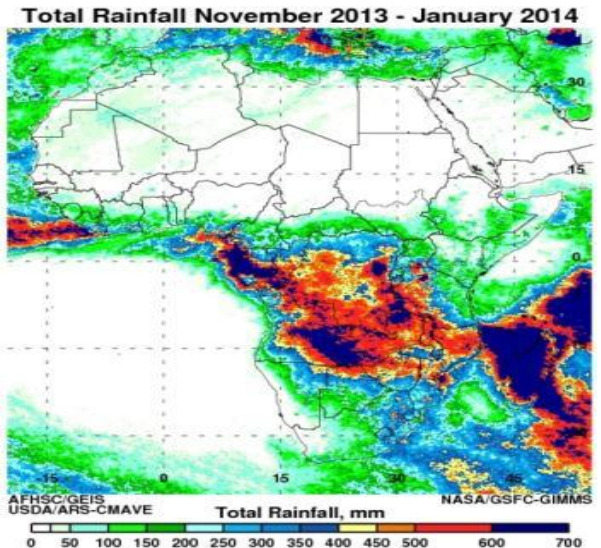 Total Rainfall November 2013 - January 2014
30
15
0
-15 0 15 30 45
AFHSC/GEIS
USDA/ARS-CMAVE
NASA/GSFC-GIMMS
Total Rainfall, mm
0 50 100 150 200 250 300 350 400 450 500 600 700